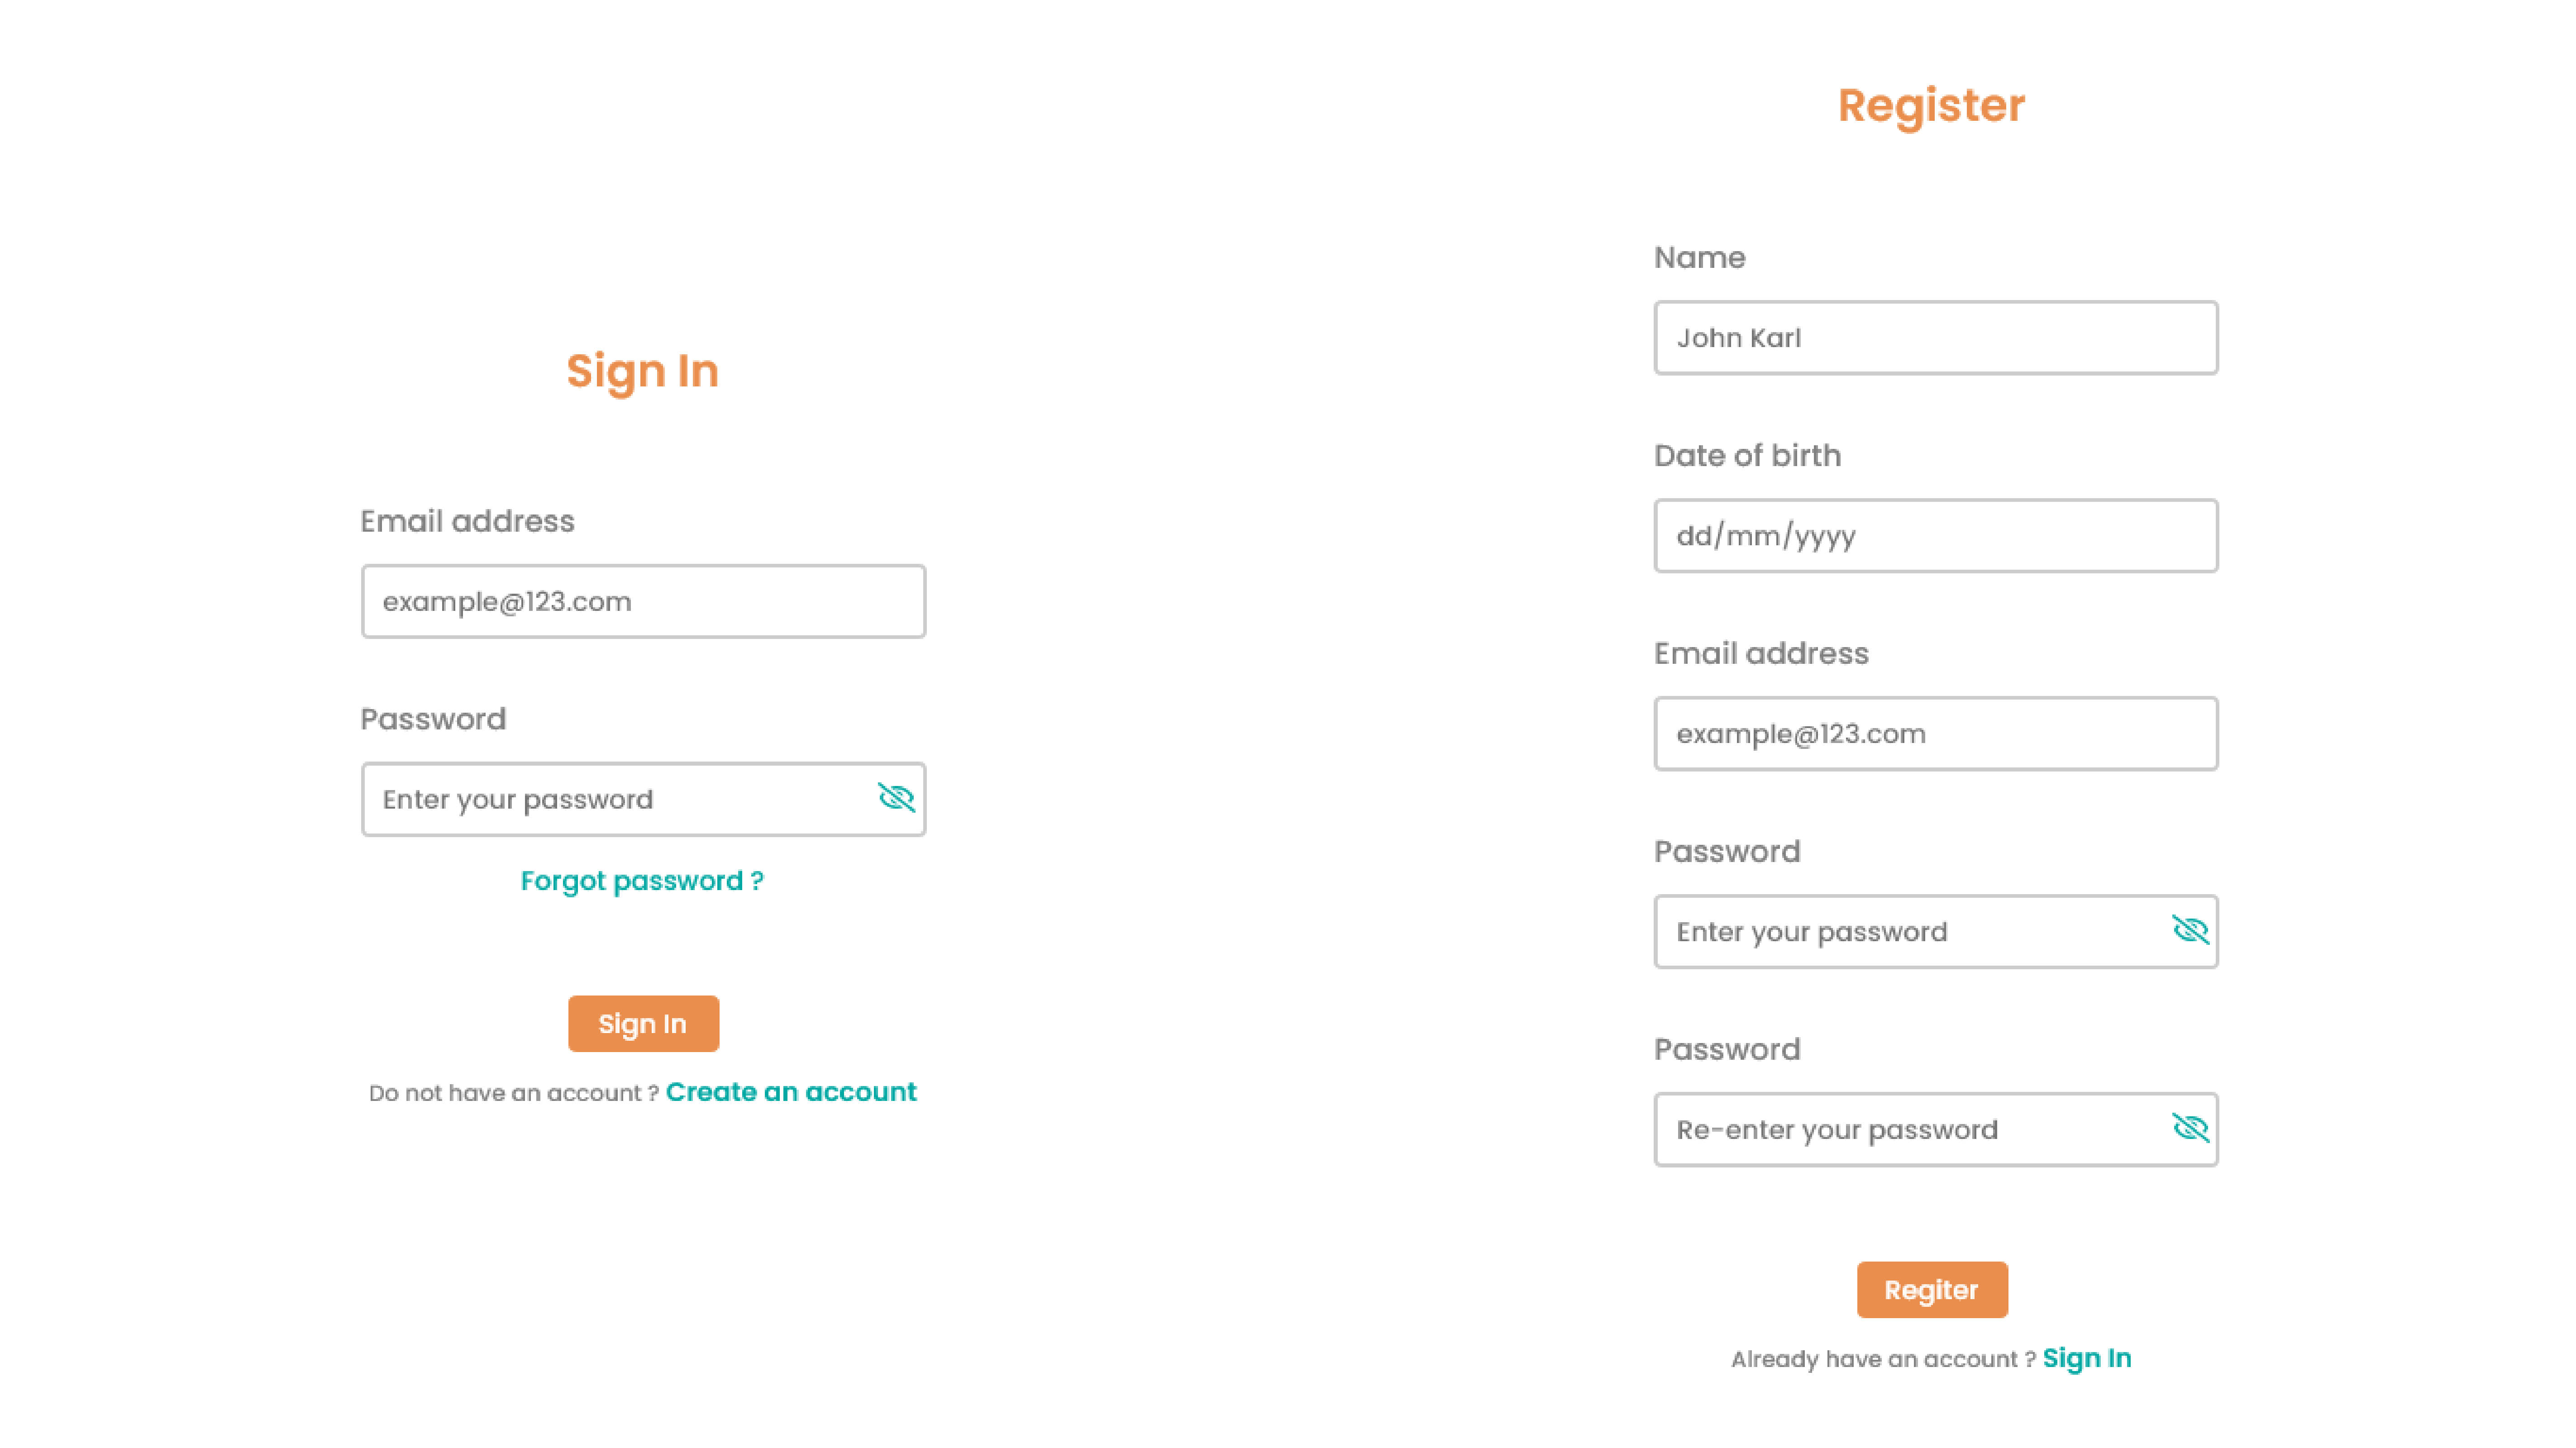 Sign In
Email address
example@123.com
Password
Enter your password
Forgot password ?
Sign In
Do not have an account ? Create an account
Register
Name
John Karl
Date of birth
dd/mm/yyyy
Email address
example@123.com
Password
Enter your password
Password
Re-enter your password
Regiter
Already have an account ? Sign In